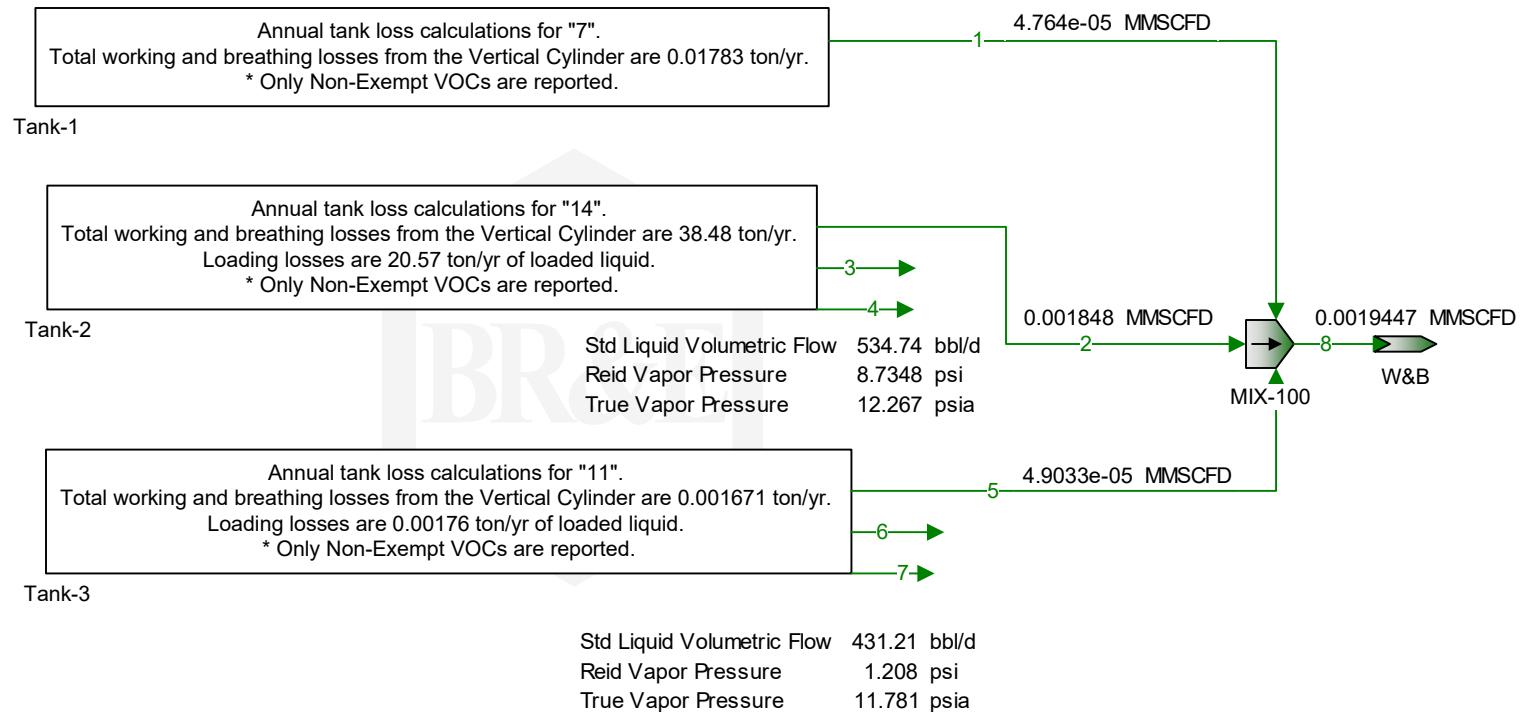 Annual tank loss calculations for "7".
Total working and breathing losses from the Vertical Cylinder are 0.01783 ton/yr.
* Only Non-Exempt VOCs are reported.
Tank-1
1
4.764e-05 MMSCFD
Annual tank loss calculations for "14".
Total working and breathing losses from the Vertical Cylinder are 38.48 ton/yr.
Loading losses are 20.57 ton/yr of loaded liquid.
* Only Non-Exempt VOCs are reported.
Tank-2
3
4
0.001848 MMSCFD
2
0.0019447 MMSCFD
8
MIX-100
W&B
BR&E
Std Liquid Volumetric Flow 534.74 bbl/d
Reid Vapor Pressure 8.7348 psi
True Vapor Pressure 12.267 psia
Annual tank loss calculations for "11".
Total working and breathing losses from the Vertical Cylinder are 0.001671 ton/yr.
Loading losses are 0.00176 ton/yr of loaded liquid.
* Only Non-Exempt VOCs are reported.
Tank-3
5
4.9033e-05 MMSCFD
6
7
Std Liquid Volumetric Flow 431.21 bbl/d
Reid Vapor Pressure 1.208 psi
True Vapor Pressure 11.781 psia